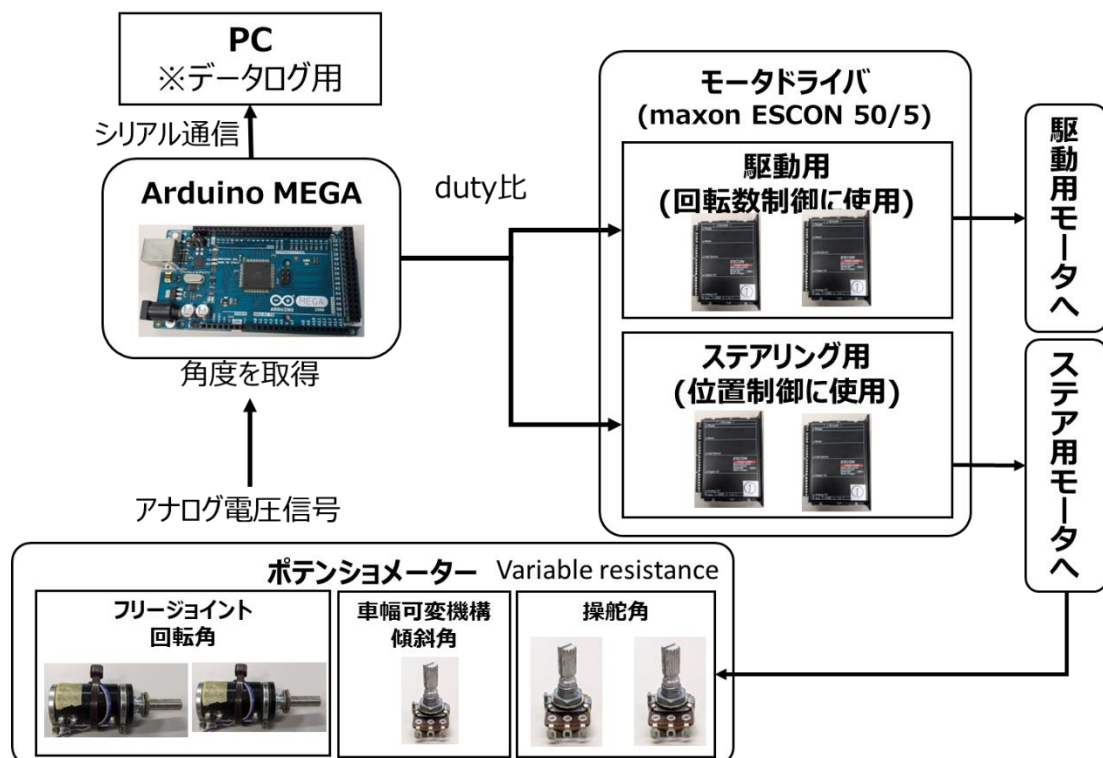 PC
※データログ用
シリアル通信
Arduino MEGA
MEGA
ARDUINO
角度を取得
アナログ電圧信号
duty比
モータドライバ
(maxon ESCON 50/5)
駆動用
(回転数制御に使用)
ESCON
ESCON
ステアリング用
(位置制御に使用)
ESCON
ESCON
駆動用モータへ
ステア用モータへ
ポテンショメーター Variable resistance
フリージョイント
回転角
車幅可変機構
傾斜角
操舵角